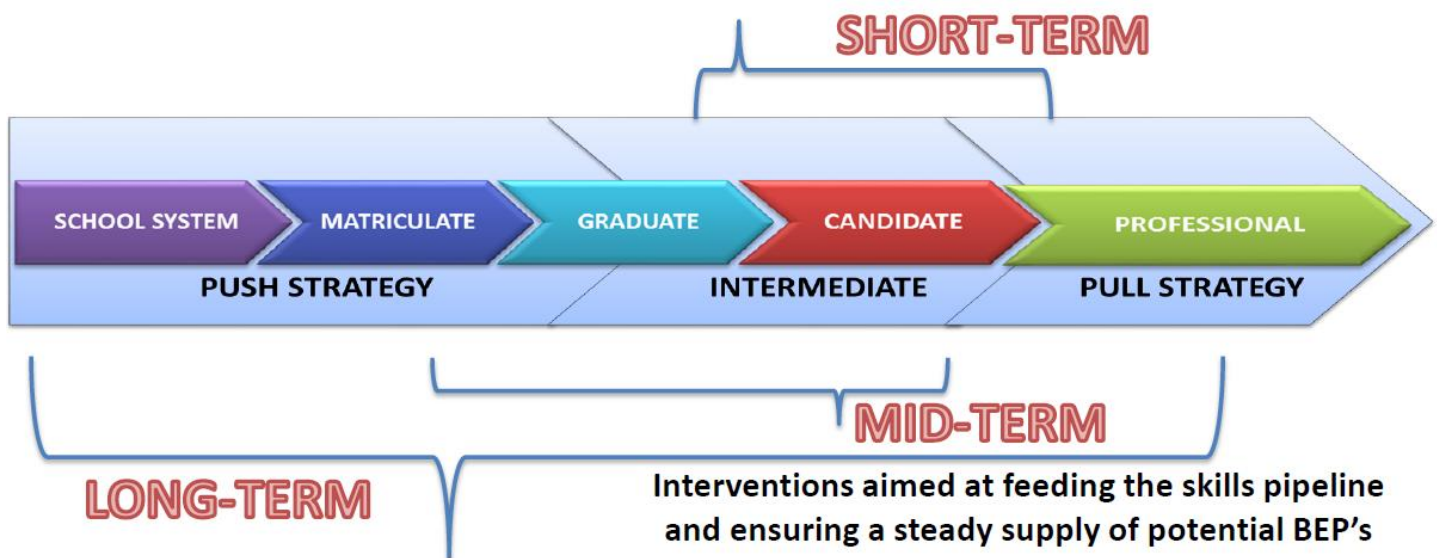 SHORT-TERM
SCHOOL SYSTEM
MATRICULATE
GRADUATE
CANDIDATE
PROFESSIONAL
PUSH STRATEGY
INTERMEDIATE
PULL STRATEGY
MID-TERM
LONG-TERM
Interventions aimed at feeding the skills pipeline
and ensuring a steady supply of potential BEP's